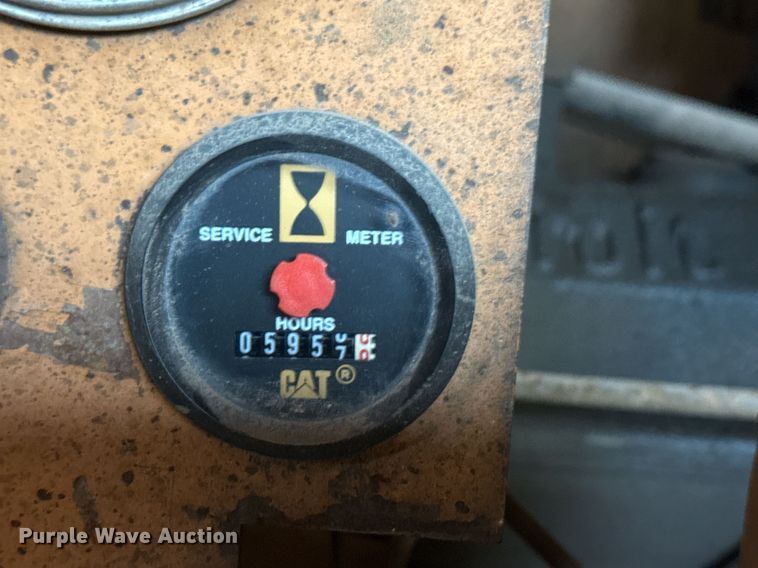 SERVICE METER
HOURS
0595
CAT®
Purple Wave Auction